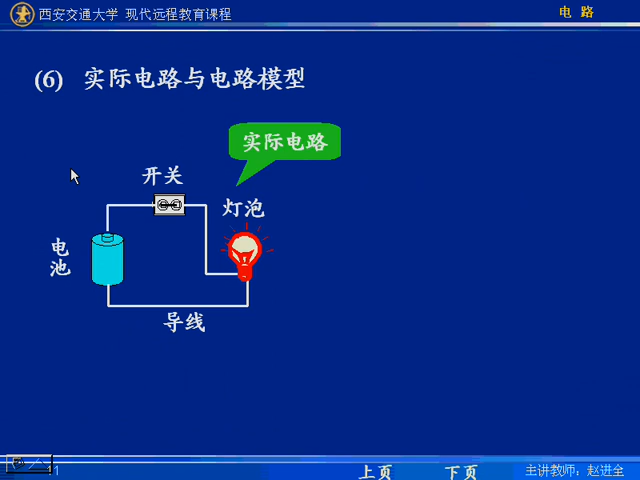 西安交通大学 现代远程教育课程
电 路
(6) 实际电路与电路模型
实际电路
开关
灯泡
电池
导线
上页 下页
主讲教师：赵进全